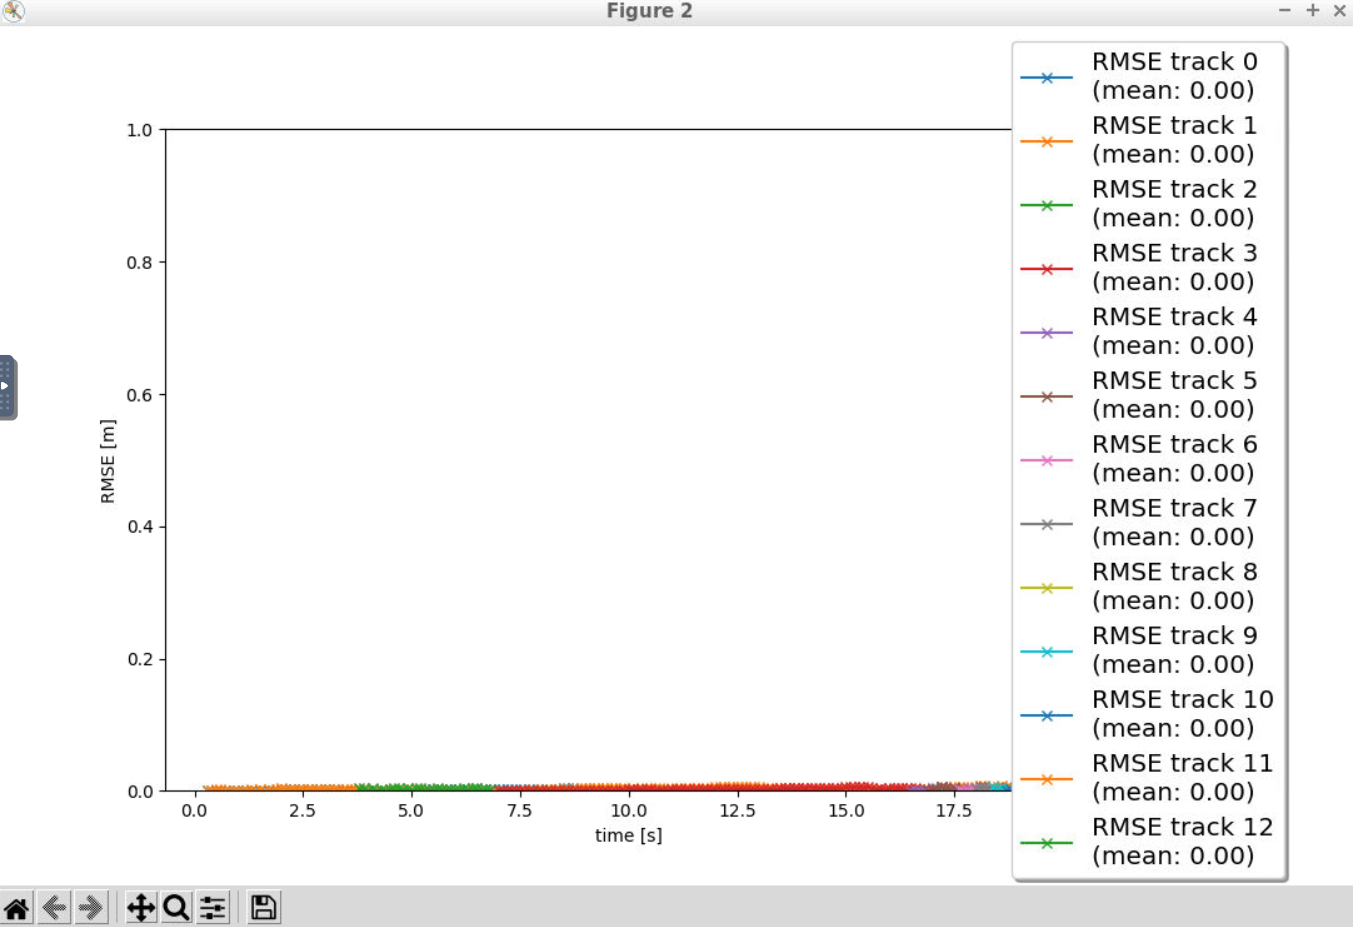 Figure 2
RMSE track 0
(mean: 0.00)
RMSE track 1
(mean: 0.00)
RMSE track 2
(mean: 0.00)
RMSE track 3
(mean: 0.00)
RMSE track 4
(mean: 0.00)
RMSE track 5
(mean: 0.00)
RMSE track 6
(mean: 0.00)
RMSE track 7
(mean: 0.00)
RMSE track 8
(mean: 0.00)
RMSE track 9
(mean: 0.00)
RMSE track 10
(mean: 0.00)
RMSE track 11
(mean: 0.00)
RMSE track 12
(mean: 0.00)
1.0
0.8
0.6
0.4
0.2
0.0
RMSE [m]
0.0 2.5 5.0 7.5 10.0 12.5 15.0 17.5
time [s]